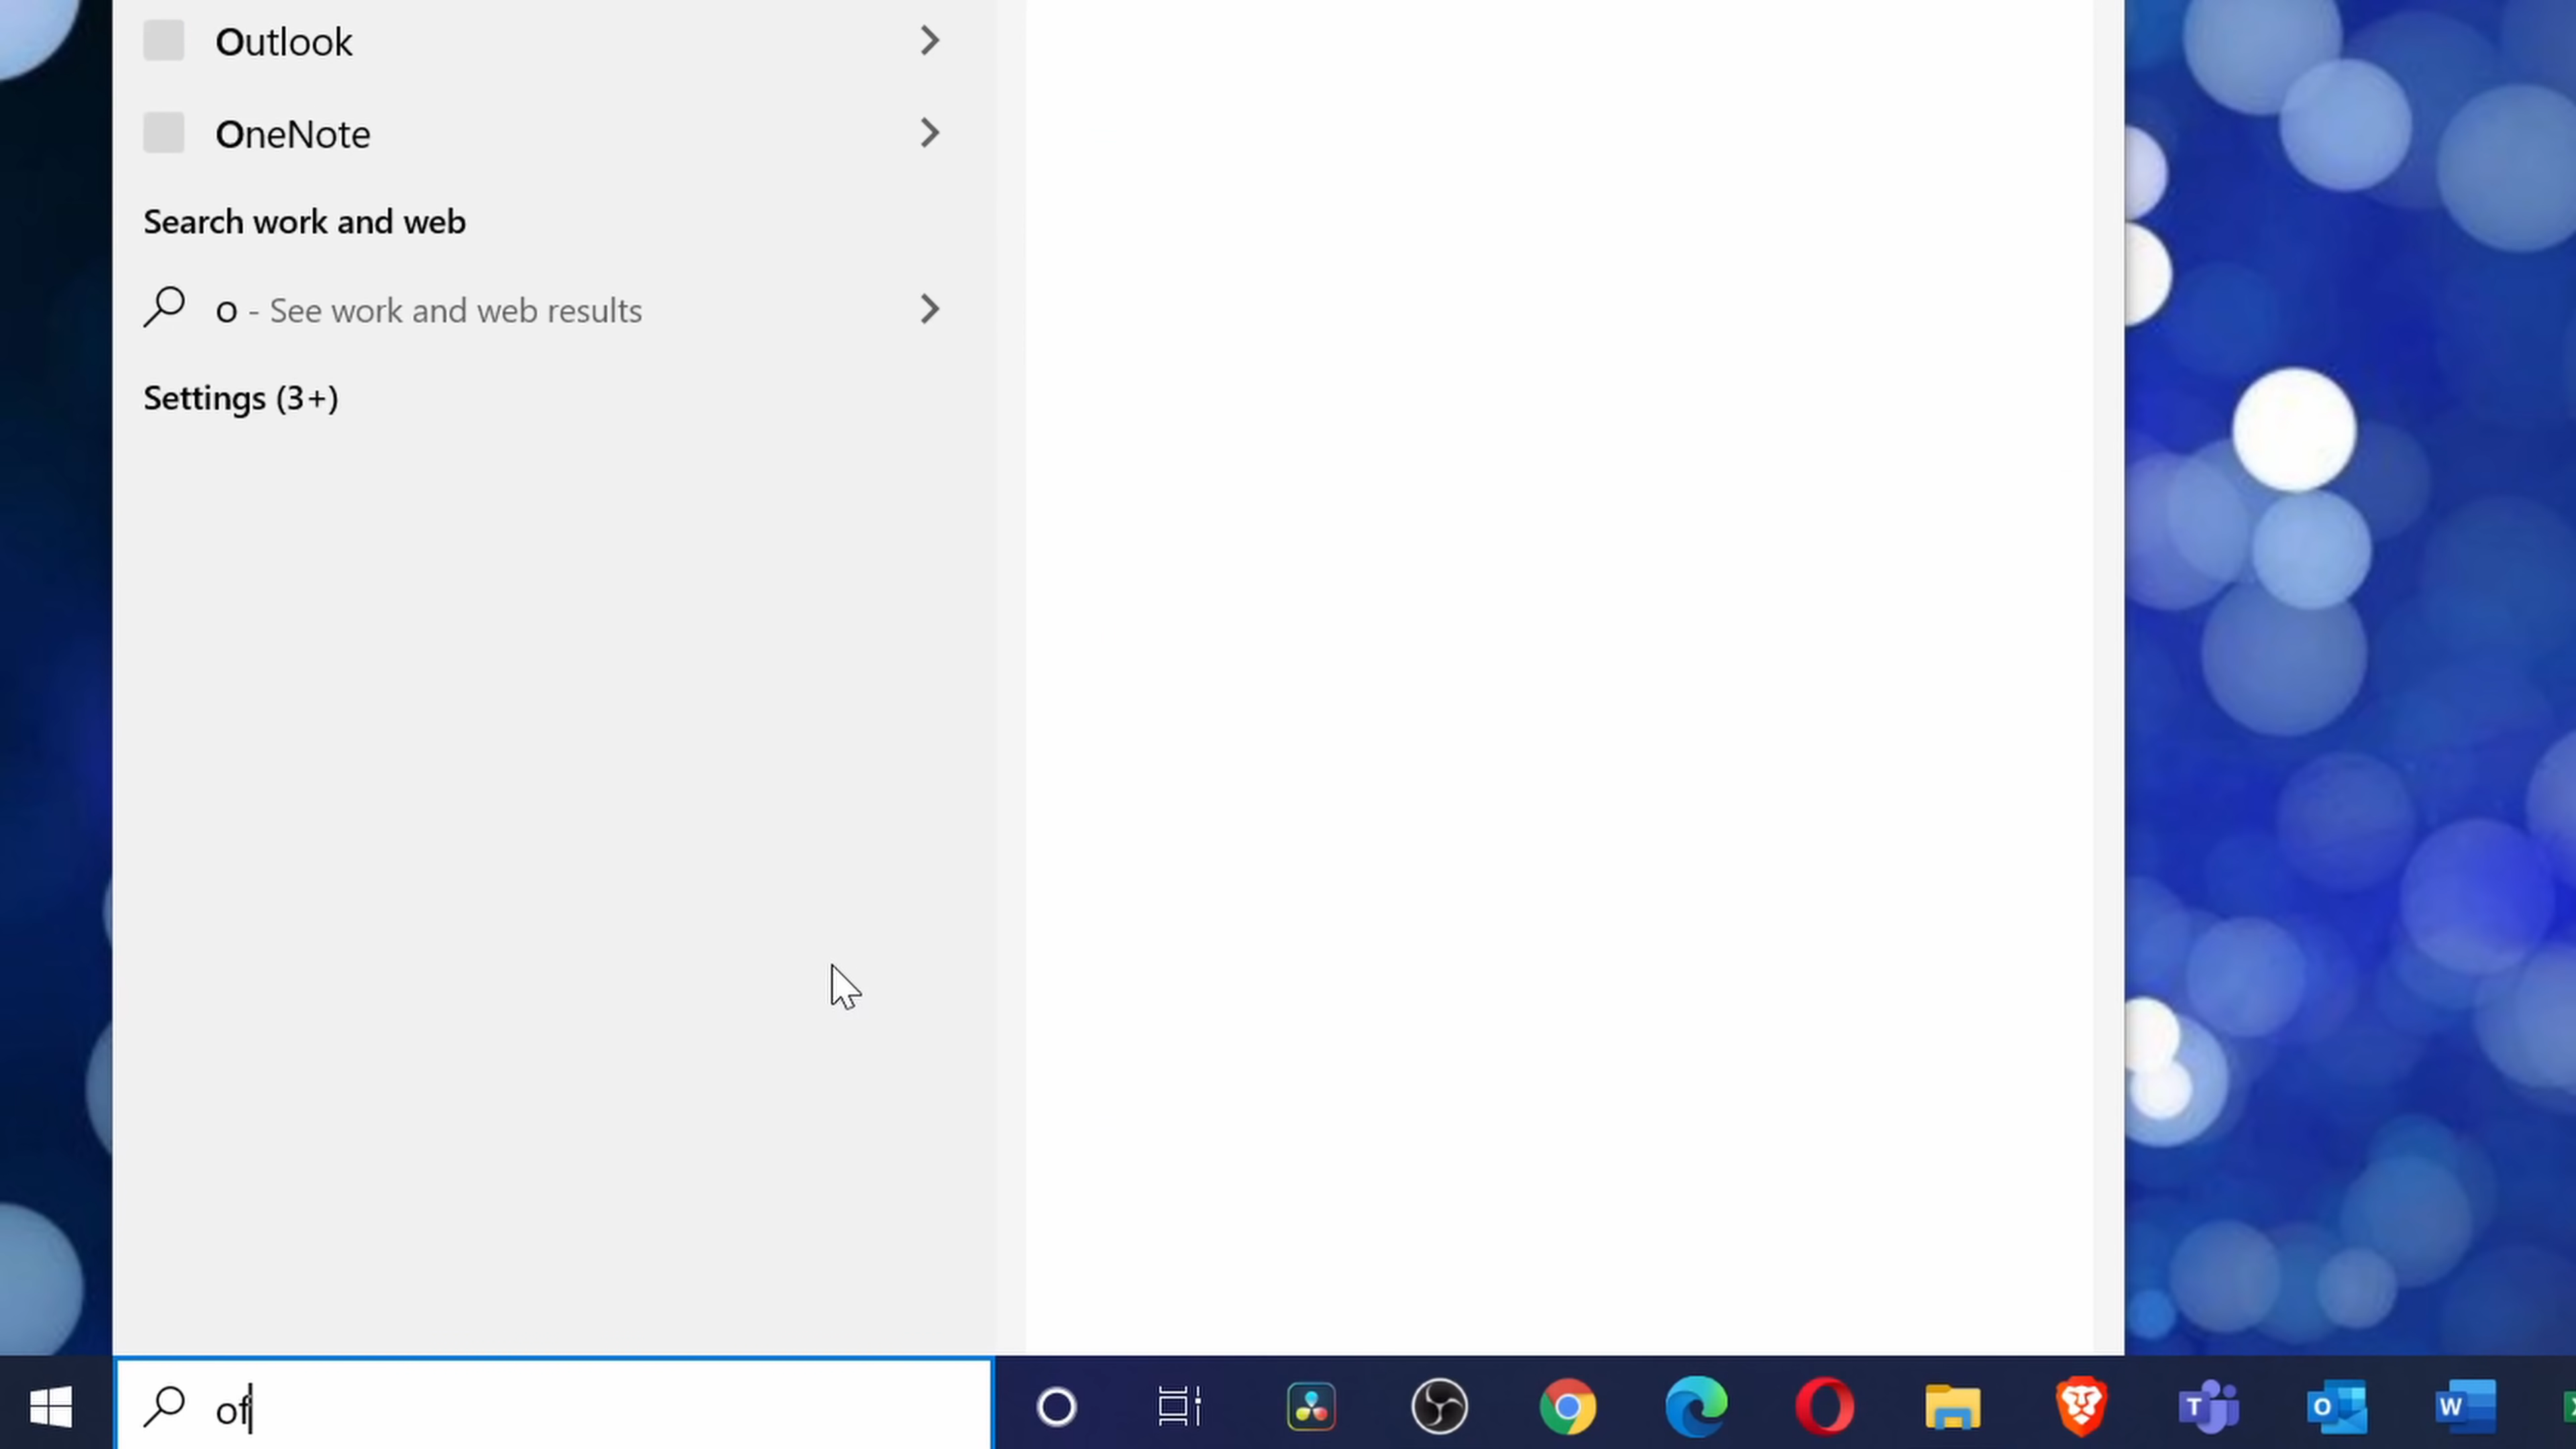 Outlook
OneNote
Search work and web
o - See work and web results
Settings (3+)
of
T
O
W